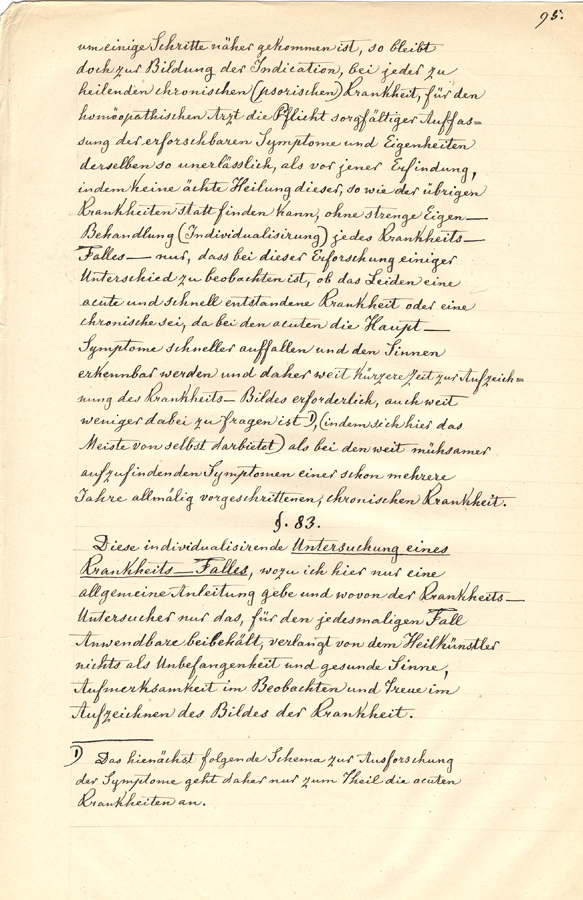 95.
um einige Schritte näher gekommen ist, so bleibt
doch zur Bildung der Indication, bei jeder zu
heilenden chronischen (psorischen) Krankheit, für den
homöopathischen Arzt die Pflicht sorgfältiger Auffas=
sung der erforschbaren Symptome und Eigenheiten
derselben so unerlässlich, als vor jener Erfindung,
indem keine ächte Heilung dieser, so wie der übrigen
Krankheiten statt finden kann, ohne strenge Eigen—
Behandlung (Individualisirung) jedes Krankheits—
Falles— nur, dass bei dieser Erforschung einiger
Unterschied zu beobachten ist, ob das Leiden eine
acute und schnell entstandene Krankheit oder eine
chronische sei, da bei den acuten die Haupt—
Symptome schneller auffallen und den Sinnen
erkennbar werden und daher weit kürzere Zeit zur Aufzeich=
nung des Krankheits—Bildes erforderlich, auch weit
weniger dabei zu fragen ist 1), (indem sich hier das
Meiste von selbst darbietet) als bei den weit mühsamer
aufzufindenden Symptomen einer schon mehrere
Jahre allmälig vorgeschrittenen, chronischen Krankheit.
§. 83.
Diese individualisirende Untersuchung eines
Krankheits—Falles, wozu ich hier nur eine
allgemeine Anleitung gebe und wovon der Krankheits—
Untersucher nur das, für den jedesmaligen Fall
Anwendbare beibehält, verlangt von dem Heilkünstler
nichts als Unbefangenheit und gesunde Sinne,
Aufmerksamkeit im Beobachten und Treue im
Aufzeichnen des Bildes der Krankheit.
1) Das hienächst folgende Schema zur Ausforschung
der Symptome geht daher nur zum Theil die acuten
Krankheiten an.